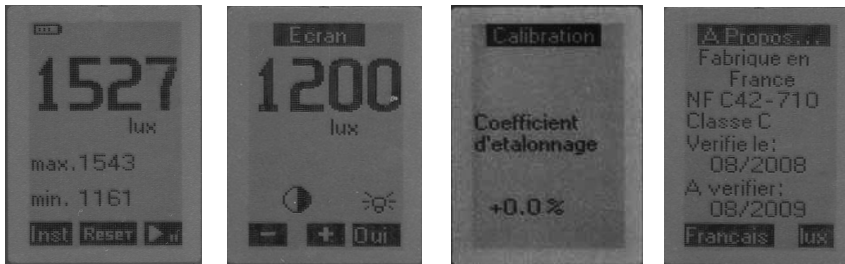 1527
lux
max.1543
min. 1161
Inst Reset
Ecran
1200
lux
- + Oui
Calibration
Coefficient
d'etalonnage
+0.0 %
A Propos...
Fabrique en
France
NF C42-710
Classe C
Verifie le:
08/2008
A verifier:
08/2009
Francais lux